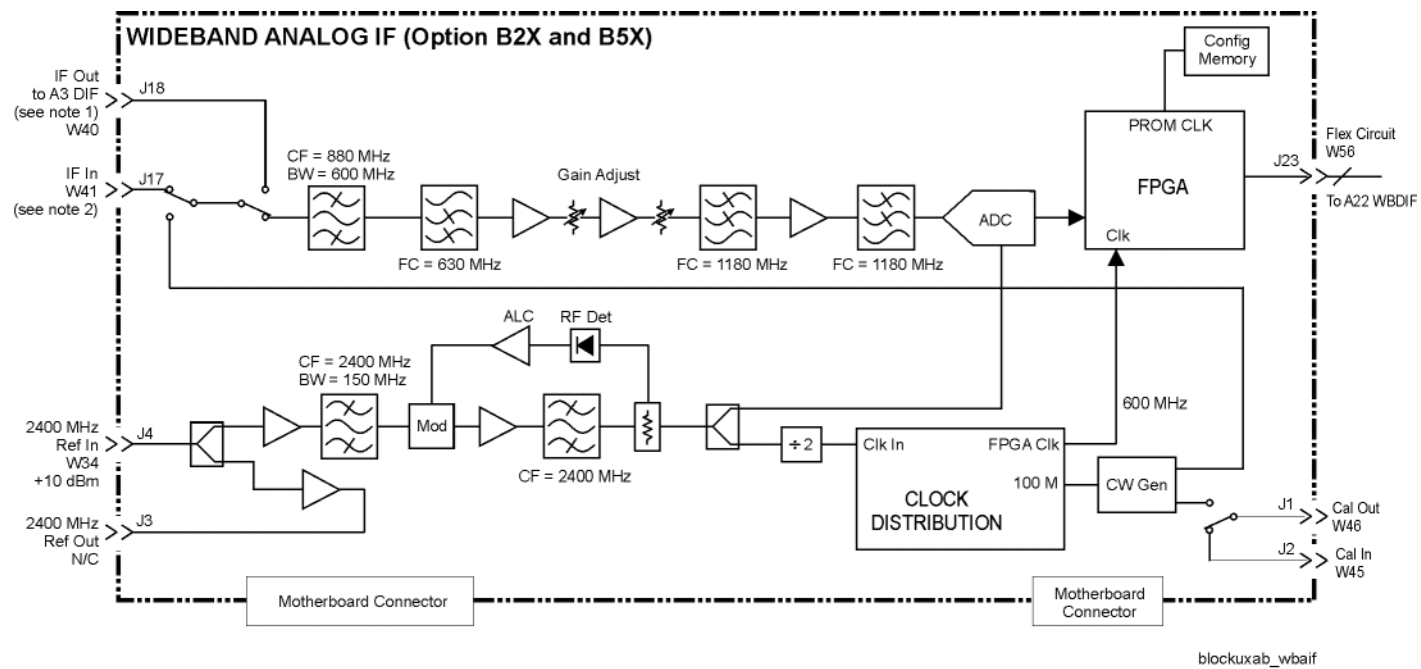 WIDEBAND ANALOG IF (Option B2X and B5X)
Config
Memory
IF Out
to A3 DIF
(see note 1)
W40
J18
PROM CLK
FPGA
Clk
J23
Flex Circuit
W56
To A22 WBDIF
IF In
W41
(see note 2)
J17
CF = 880 MHz
BW = 600 MHz
FC = 630 MHz
Gain Adjust
FC = 1180 MHz
FC = 1180 MHz
ADC
ALC
RF Det
CF = 2400 MHz
BW = 150 MHz
Mod
CF = 2400 MHz
600 MHz
2400 MHz
Ref In
W34
+10 dBm
J4
÷ 2
Clk In
FPGA Clk
100 M
CLOCK
DISTRIBUTION
CW Gen
2400 MHz
Ref Out
N/C
J3
J1
Cal Out
W46
J2
Cal In
W45
Motherboard Connector
Motherboard
Connector
blockuxab_wbaif